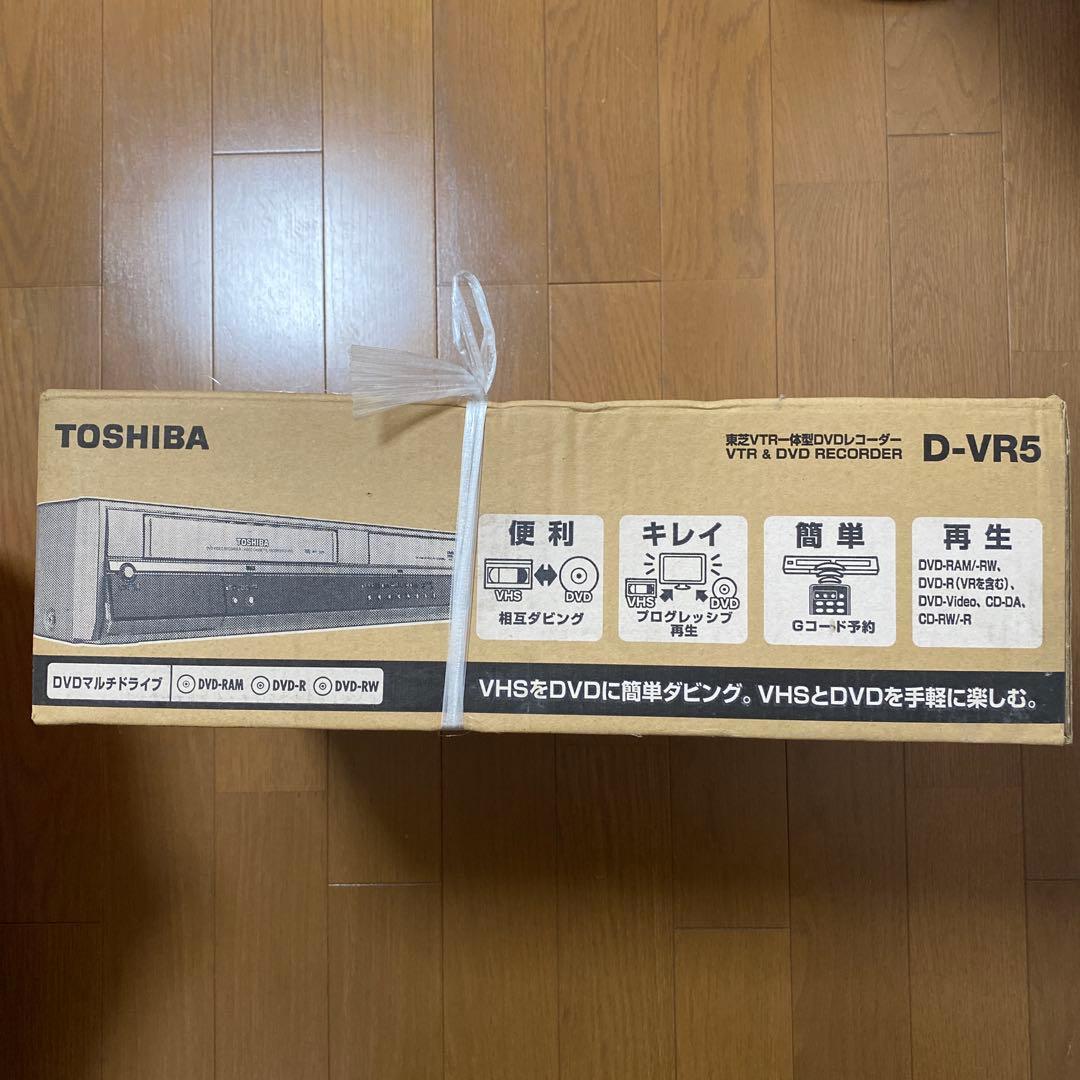 TOSHIBA
東芝VTR一体型DVDレコーダー
VTR & DVD RECORDER
D-VR5
TOSHIBA
便利
VHS DVD
相互ダビング
キレイ
VHS DVD
プログレッシブ
再生
簡単
Gコード予約
再生
DVD-RAM/-RW、
DVD-R(VRを含む)、
DVD-Video、CD-DA、
CD-RW/-R
DVDマルチドライブ
DVD-RAM DVD-R DVD-RW
VHSをDVDに簡単ダビング。VHSとDVDを手軽に楽しむ。